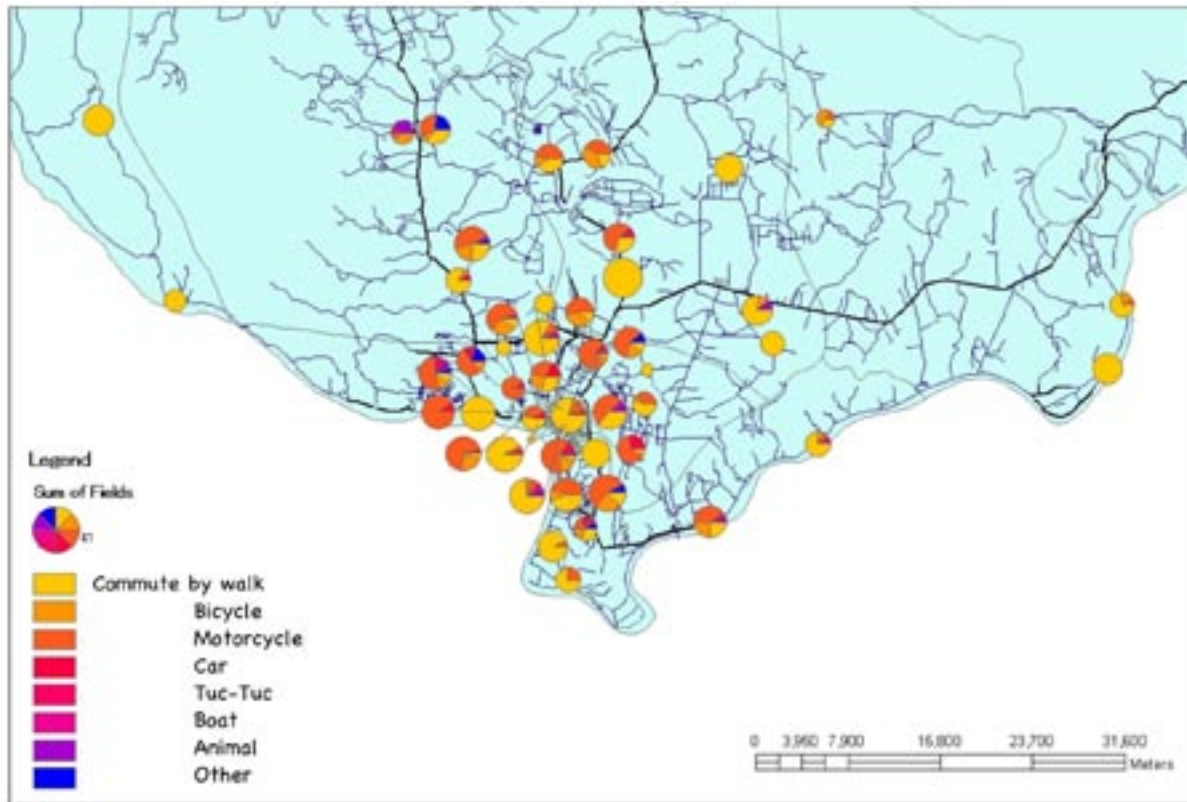 Legend
Sum of Fields
Commute by walk
Bicycle
Motorcycle
Car
Tuc-Tuc
Boat
Animal
Other
0 3,950 7,900 15,800 23,700 31,600
Meters